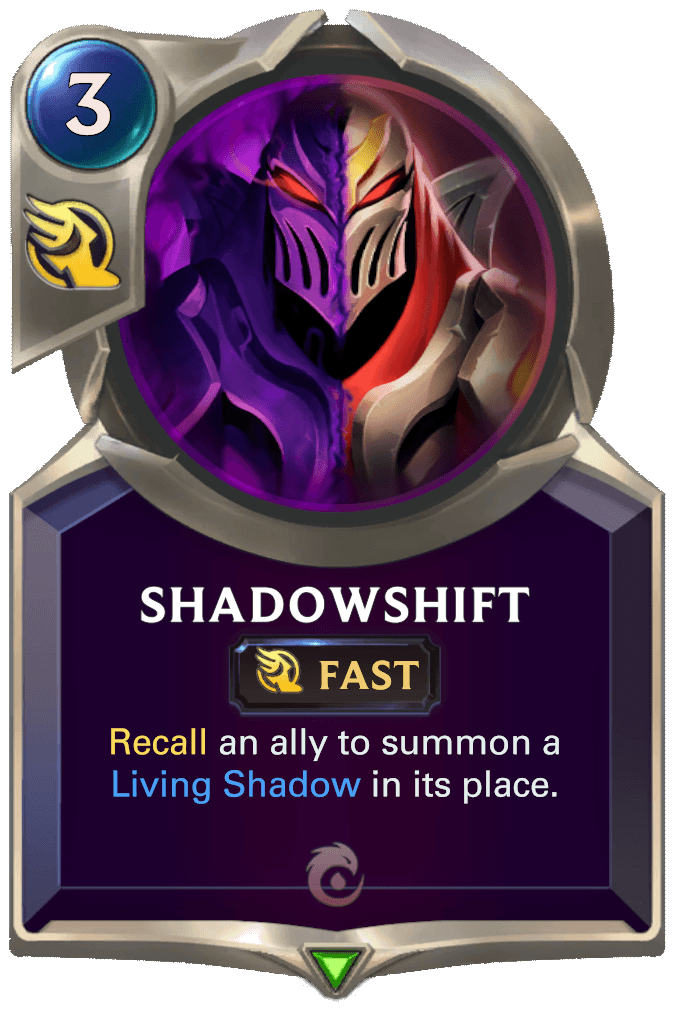 3
SHADOWSHIFT
FAST
Recall an ally to summon a
Living Shadow in its place.